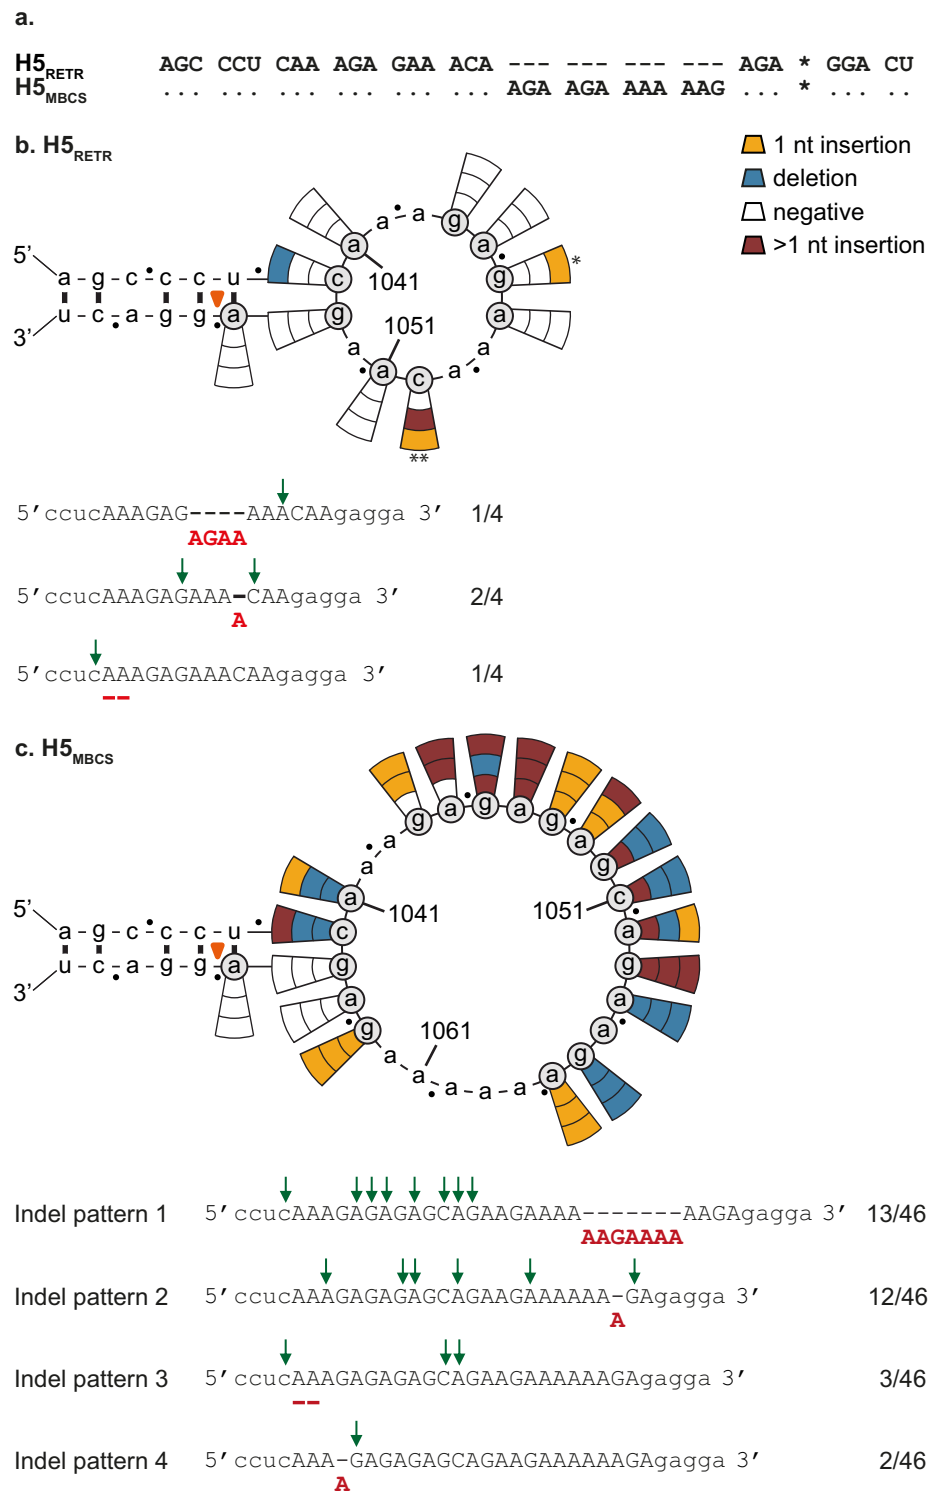 a.
H5RETR AGC CCU CAA AGA GAA ACA --- --- --- --- AGA * GGA CU
H5MBCS ... ... ... ... ... ... AGA AGA AAA AAG ... * ... ..
b. H5RETR
1 nt insertion
deletion
negative
>1 nt insertion
5’
a-g-c-c-c-u
c a a a g a g a a a c a a g
1041
*
1051
**
u-c-a-g-g-a
3’
5′ccucAAAGAG----AAACAAgagga 3′ 1/4
AGAA
5′ccucAAAGAGAAA-CAAgagga 3′ 2/4
A
5′ccucAAAGAGAAACAAgagga 3′ 1/4
--
c. H5MBCS
5’
a-g-c-c-c-u
c a a a g a g a g a g c a g a a g a a a a a a g a g
1041
1051
1061
u-c-a-g-g-a
3’
Indel pattern 1 5′ccucAAAGAGAGAGCAGAAGAAAA-------AAGAgagga 3′ 13/46
AAGAAAA
Indel pattern 2 5′ccucAAAGAGAGAGCAGAAGAAAAAA-GAgagga 3′ 12/46
A
Indel pattern 3 5′ccucAAAGAGAGAGCAGAAGAAAAAAGAgagga 3′ 3/46
--
Indel pattern 4 5′ccucAAA-GAGAGAGCAGAAGAAAAAAGAgagga 3′ 2/46
A